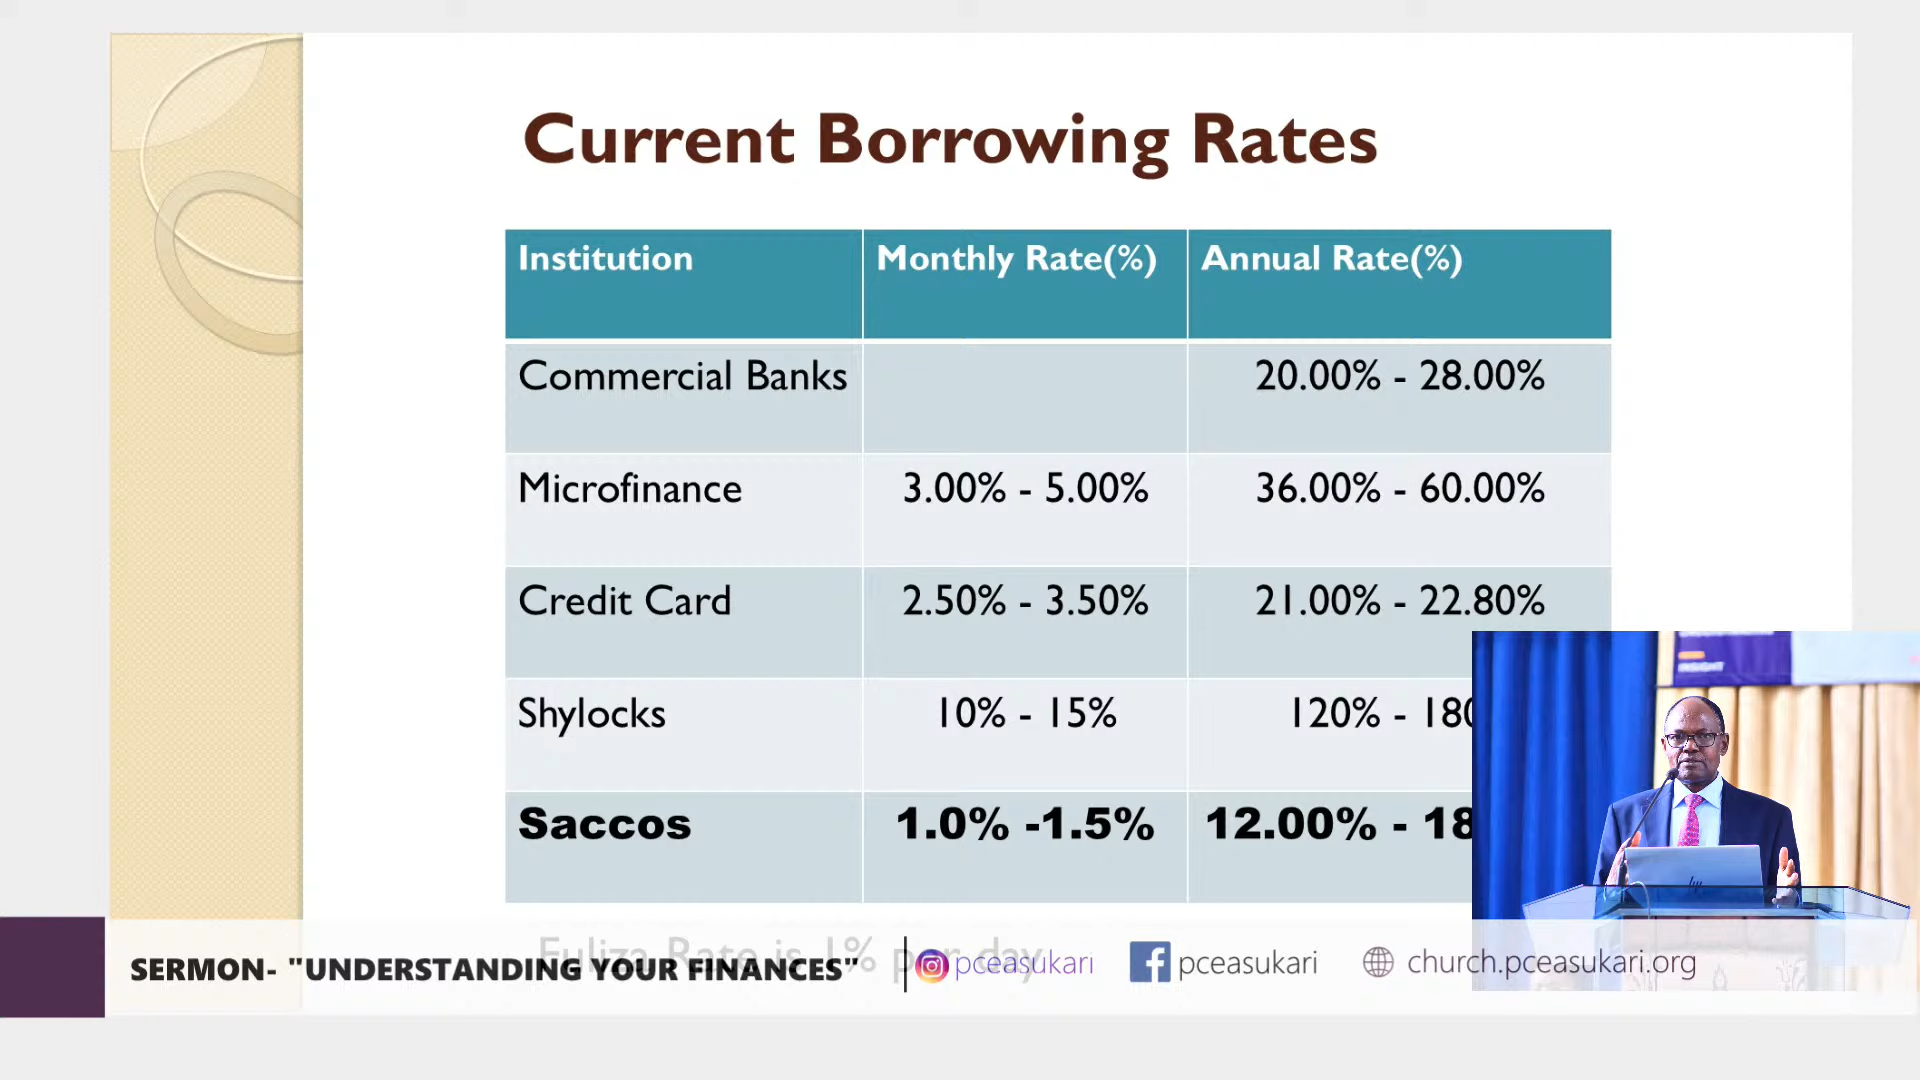 Current Borrowing Rates
Institution Monthly Rate(%) Annual Rate(%)
Commercial Banks 20.00% - 28.00%
Microfinance 3.00% - 5.00% 36.00% - 60.00%
Credit Card 2.50% - 3.50% 21.00% - 22.80%
Shylocks 10% - 15% 120% - 180
Saccos 1.0% -1.5% 12.00% - 18
INSIGHT
Fuliza Rate is 1% per day
SERMON- "UNDERSTANDING YOUR FINANCES" pceasukari pceasukari church.pceasukari.org
hp